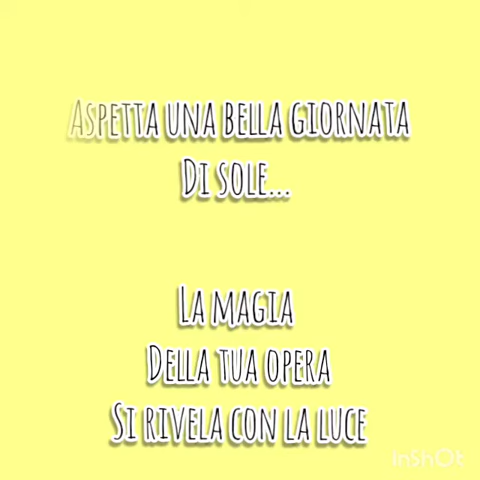 Aspetta una bella giornata
Di sole...
La magia
Della tua opera
Si rivela con la luce
InShOt